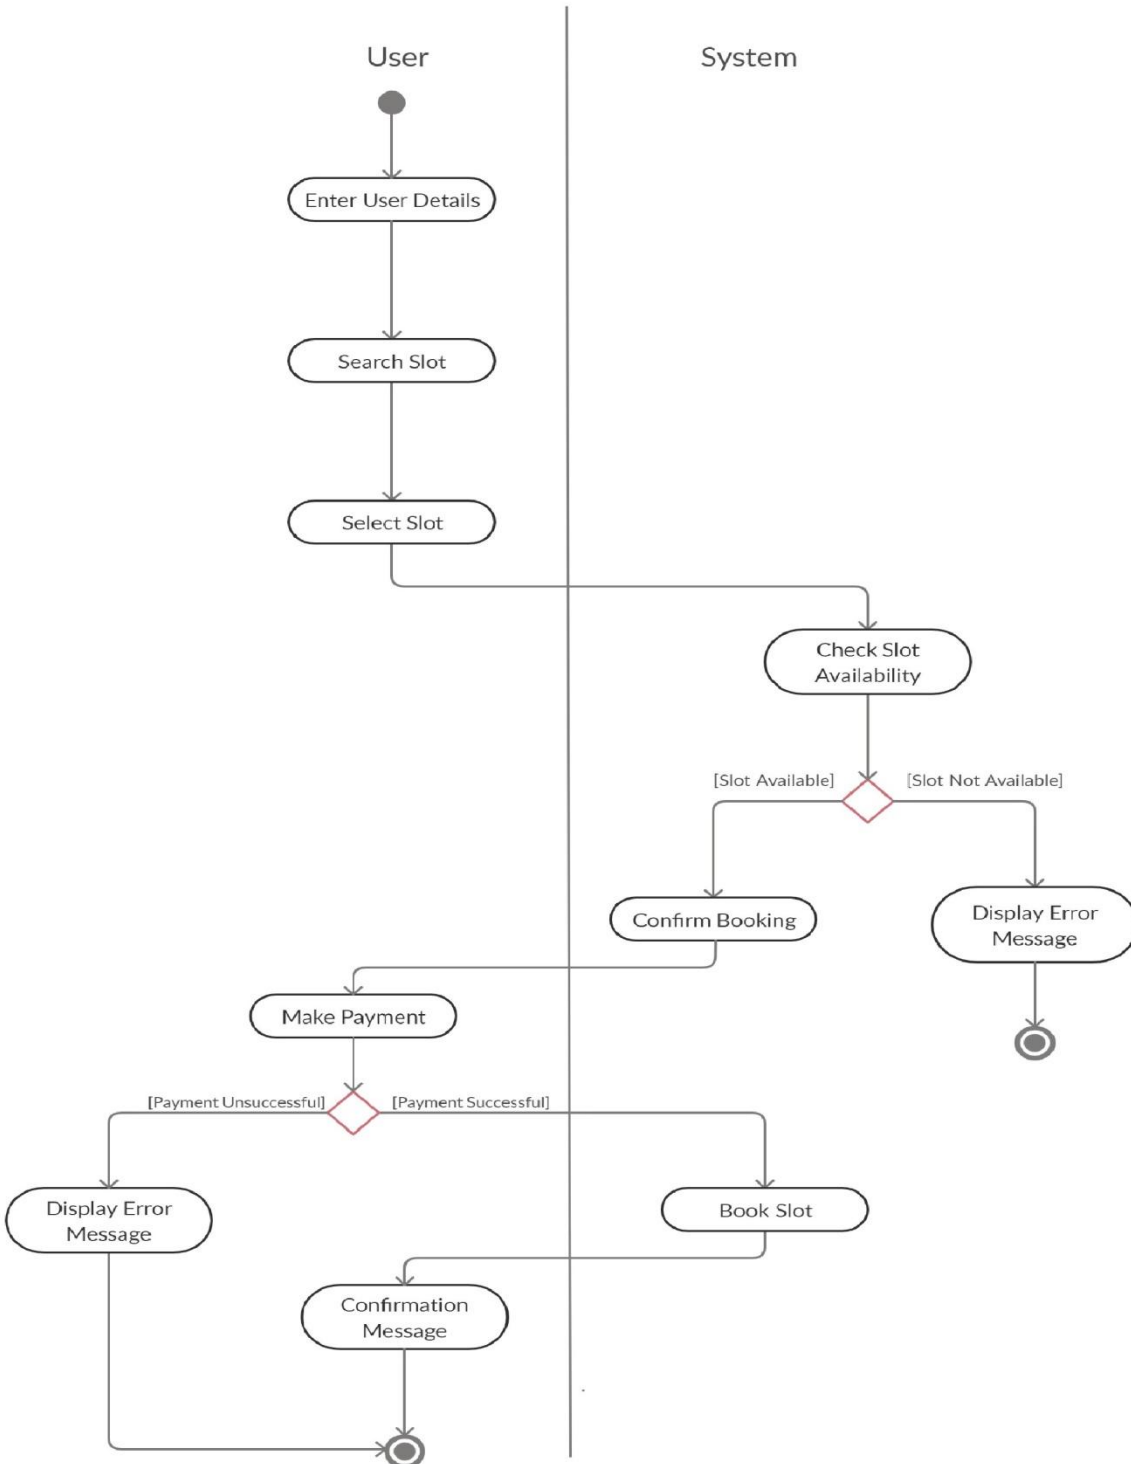 User
System
Enter User Details
Search Slot
Select Slot
Check Slot
Availability
[Slot Available]
[Slot Not Available]
Confirm Booking
Display Error
Message
Make Payment
[Payment Unsuccessful]
[Payment Successful]
Display Error
Message
Book Slot
Confirmation
Message